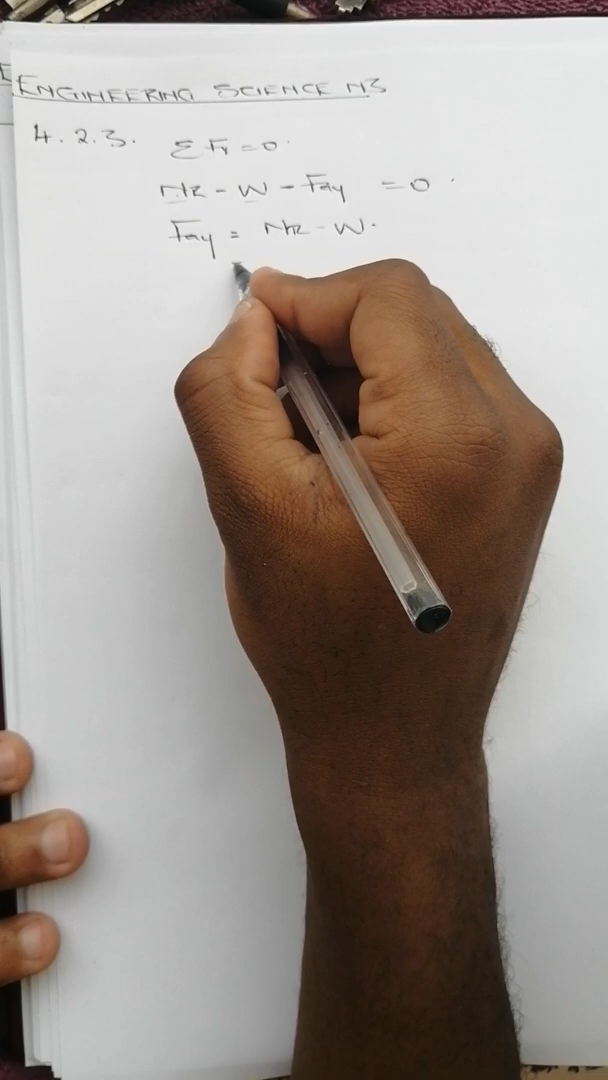 ENGINEERING SCIENCE N3
4.2.3. ΣFy = 0.
NR - W - Fay = 0.
Fay = NR - W.